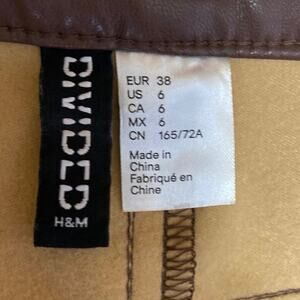 DIVIDED
H&M
EUR 38
US 6
CA 6
MX 6
CN 165/72A
Made in
China
Fabriqué en
Chine